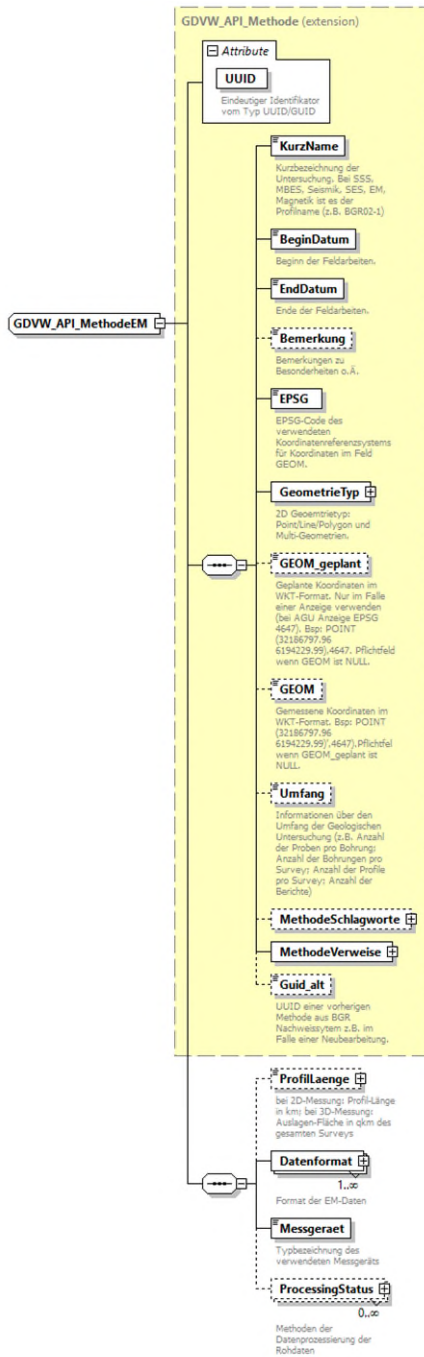 GDVW_API_Methode (extension)
Attribute
UUID
Eindeutiger Identifikator
vom Typ UUID/GUID
KurzName
Kurzbezeichnung der
Untersuchung. Bei SSS,
MBES, Seismik, SES, EM,
Magnetik ist es der
Profilname (z.B. BGR02-1)
BeginDatum
Beginn der Feldarbeiten.
EndDatum
Ende der Feldarbeiten.
GDVW_API_MethodeEM
Bemerkung
Bemerkungen zu
Besonderheiten o.Ä.
EPSG
EPSG-Code des
verwendeten
Koordinatenreferenzsystems
für Koordinaten im Feld
GEOM.
GeometrieTyp
2D Geoemtrietyp:
Point/Line/Polygon und
Multi-Geometrien.
GEOM_geplant
Geplante Koordinaten im
WKT-Format. Nur im Falle
einer Anzeige verwenden
(bei AGU Anzeige EPSG
4647). Bsp: POINT
(32186797.96
6194229.99),4647. Pflichtfeld
wenn GEOM ist NULL.
GEOM
Gemessene Koordinaten im
WKT-Format. Bsp: POINT
(32186797.96
6194229.99)',4647).Pflichtfel
wenn GEOM_geplant ist
NULL.
Umfang
Informationen über den
Umfang der Geologischen
Untersuchung (z.B. Anzahl
der Proben pro Bohrung;
Anzahl der Bohrungen pro
Survey; Anzahl der Profile
pro Survey; Anzahl der
Berichte)
MethodeSchlagworte
MethodeVerweise
Guid_alt
UUID einer vorherigen
Methode aus BGR
Nachweissytem z.B. im
Falle einer Neubearbeitung.
ProfilLaenge
bei 2D-Messung: Profil-Länge
in km; bei 3D-Messung:
Auslagen-Fläche in qkm des
gesamten Surveys
Datenformat
1..∞
Format der EM-Daten
Messgeraet
Typbezeichnung des
verwendeten Messgeräts
ProcessingStatus
0..∞
Methoden der
Datenprozessierung der
Rohdaten